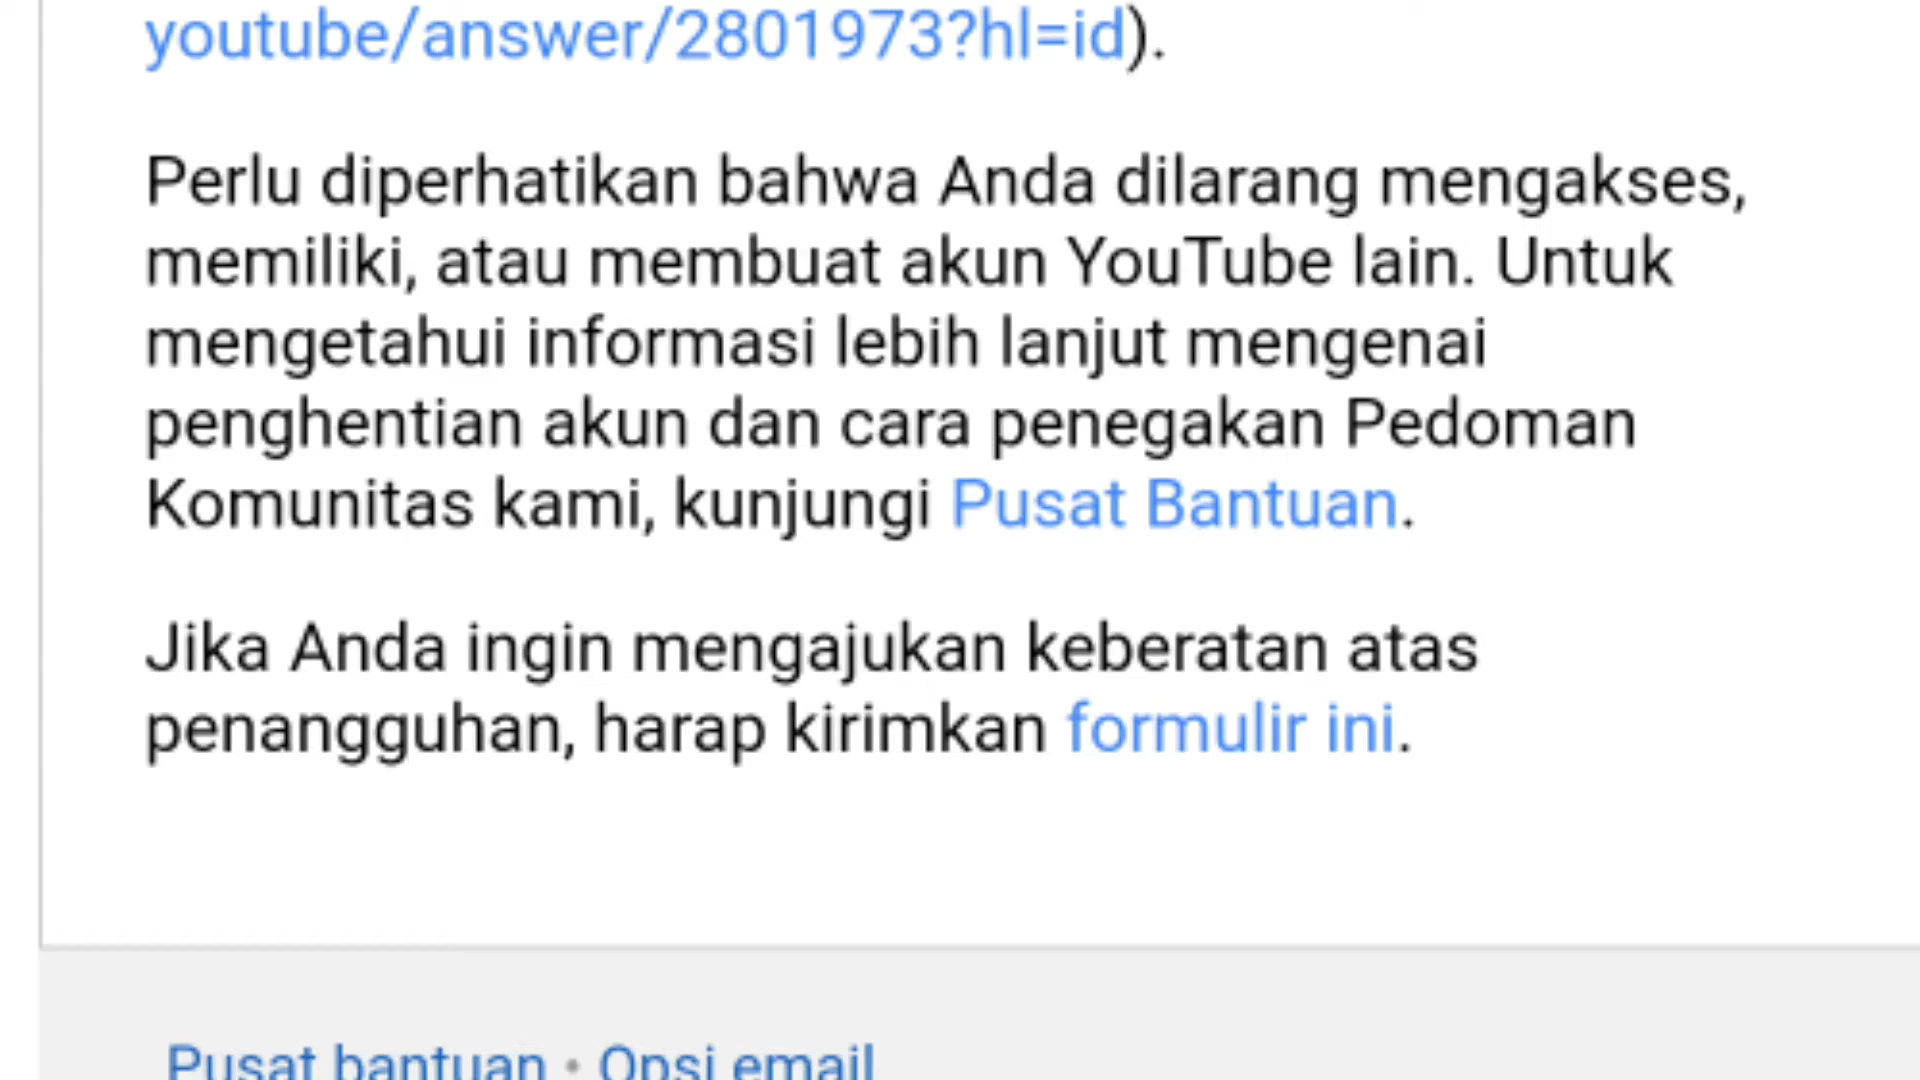 youtube/answer/2801973?hl=id).
Perlu diperhatikan bahwa Anda dilarang mengakses,
memiliki, atau membuat akun YouTube lain. Untuk
mengetahui informasi lebih lanjut mengenai
penghentian akun dan cara penegakan Pedoman
Komunitas kami, kunjungi Pusat Bantuan.
Jika Anda ingin mengajukan keberatan atas
penangguhan, harap kirimkan formulir ini.
Pusat bantuan • Opsi email